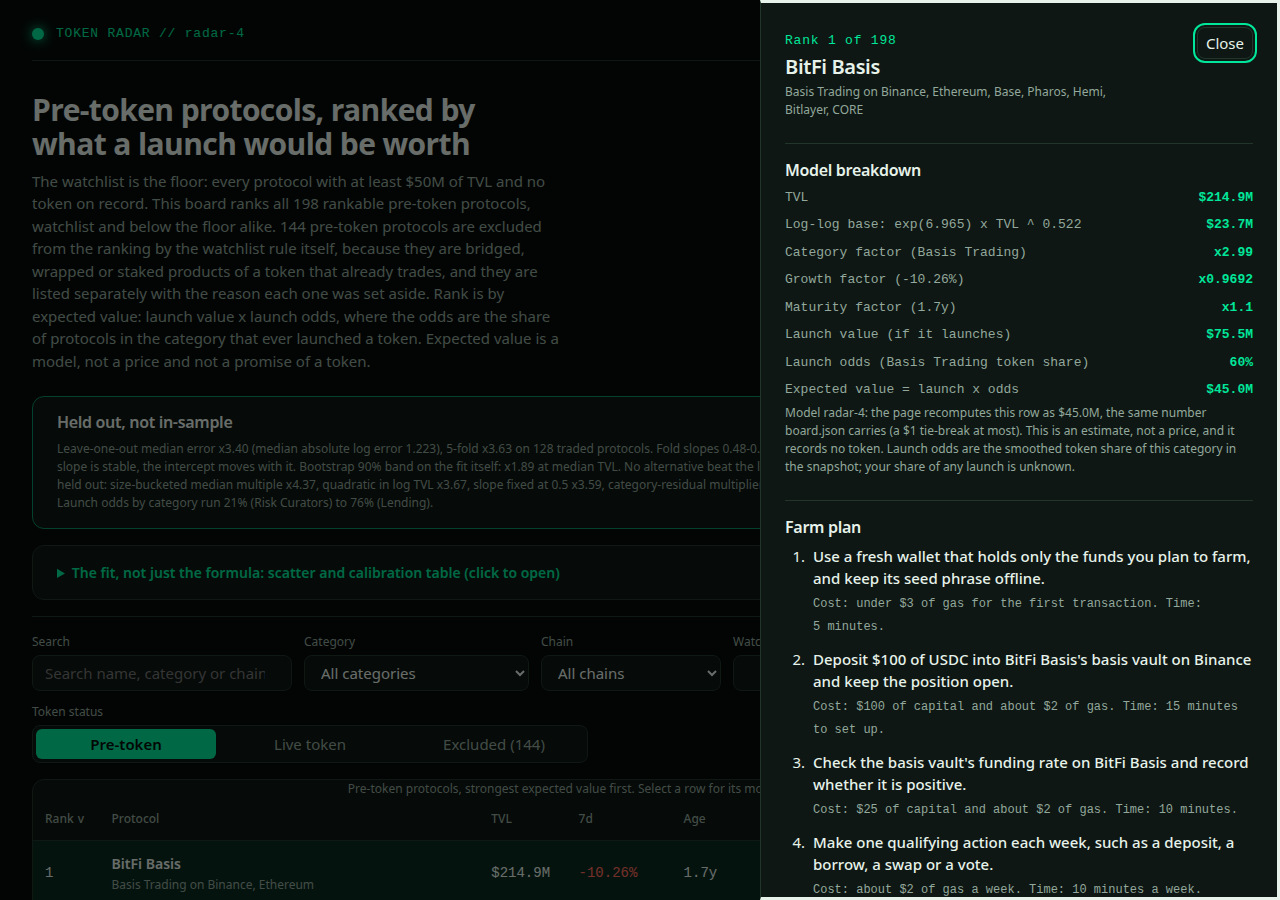 TOKEN RADAR // radar-4
Pre-token protocols, ranked by
what a launch would be worth
The watchlist is the floor: every protocol with at least $50M of TVL and no
token on record. This board ranks all 198 rankable pre-token protocols,
watchlist and below the floor alike. 144 pre-token protocols are excluded
from the ranking by the watchlist rule itself, because they are bridged,
wrapped or staked products of a token that already trades, and they are
listed separately with the reason each one was set aside. Rank is by
expected value: launch value x launch odds, where the odds are the share
of protocols in the category that ever launched a token. Expected value is a
model, not a price and not a promise of a token.
Held out, not in-sample
Leave-one-out median error x3.40 (median absolute log error 1.223), 5-fold x3.63 on 128 traded protocols. Fold slopes 0.48-0.
slope is stable, the intercept moves with it. Bootstrap 90% band on the fit itself: x1.89 at median TVL. No alternative beat the
held out: size-bucketed median multiple x4.37, quadratic in log TVL x3.67, slope fixed at 0.5 x3.59, category-residual multiplie
Launch odds by category run 21% (Risk Curators) to 76% (Lending).
▶ The fit, not just the formula: scatter and calibration table (click to open)
Search
Category
Chain
Watc
Search name, category or chain
All categories
All chains
Token status
Pre-token
Live token
Excluded (144)
Pre-token protocols, strongest expected value first. Select a row for its mo
Rank v
Protocol
TVL
7d
Age
1
BitFi Basis
Basis Trading on Binance, Ethereum
$214.9M
-10.26%
1.7y
Rank 1 of 198
Close
BitFi Basis
Basis Trading on Binance, Ethereum, Base, Pharos, Hemi,
Bitlayer, CORE
Model breakdown
TVL $214.9M
Log-log base: exp(6.965) x TVL ^ 0.522 $23.7M
Category factor (Basis Trading) x2.99
Growth factor (-10.26%) x0.9692
Maturity factor (1.7y) x1.1
Launch value (if it launches) $75.5M
Launch odds (Basis Trading token share) 60%
Expected value = launch x odds $45.0M
Model radar-4: the page recomputes this row as $45.0M, the same number
board.json carries (a $1 tie-break at most). This is an estimate, not a price, and it
records no token. Launch odds are the smoothed token share of this category in
the snapshot; your share of any launch is unknown.
Farm plan
1. Use a fresh wallet that holds only the funds you plan to farm,
and keep its seed phrase offline.
Cost: under $3 of gas for the first transaction. Time:
5 minutes.
2. Deposit $100 of USDC into BitFi Basis's basis vault on Binance
and keep the position open.
Cost: $100 of capital and about $2 of gas. Time: 15 minutes
to set up.
3. Check the basis vault's funding rate on BitFi Basis and record
whether it is positive.
Cost: $25 of capital and about $2 of gas. Time: 10 minutes.
4. Make one qualifying action each week, such as a deposit, a
borrow, a swap or a vote.
Cost: about $2 of gas a week. Time: 10 minutes a week.